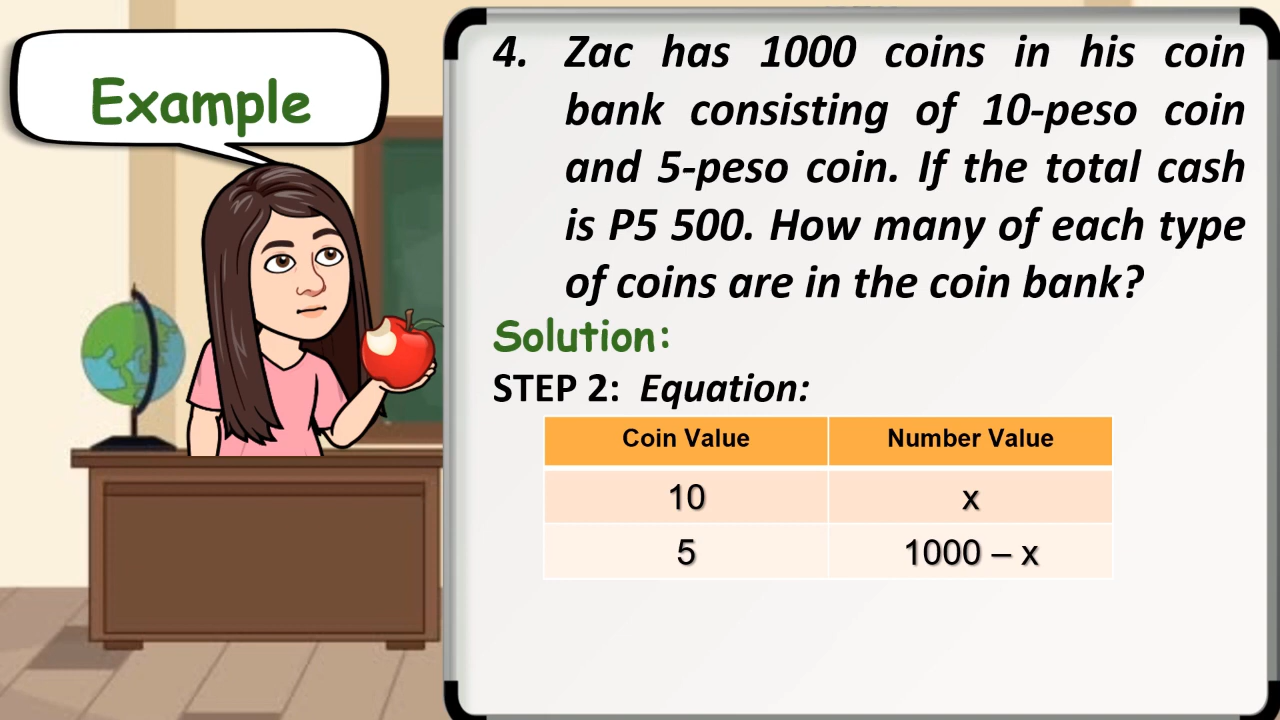 Example
4. Zac has 1000 coins in his coin
bank consisting of 10-peso coin
and 5-peso coin. If the total cash
is P5 500. How many of each type
of coins are in the coin bank?
Solution:
STEP 2: Equation:
Coin Value Number Value
10 x
5 1000 – x